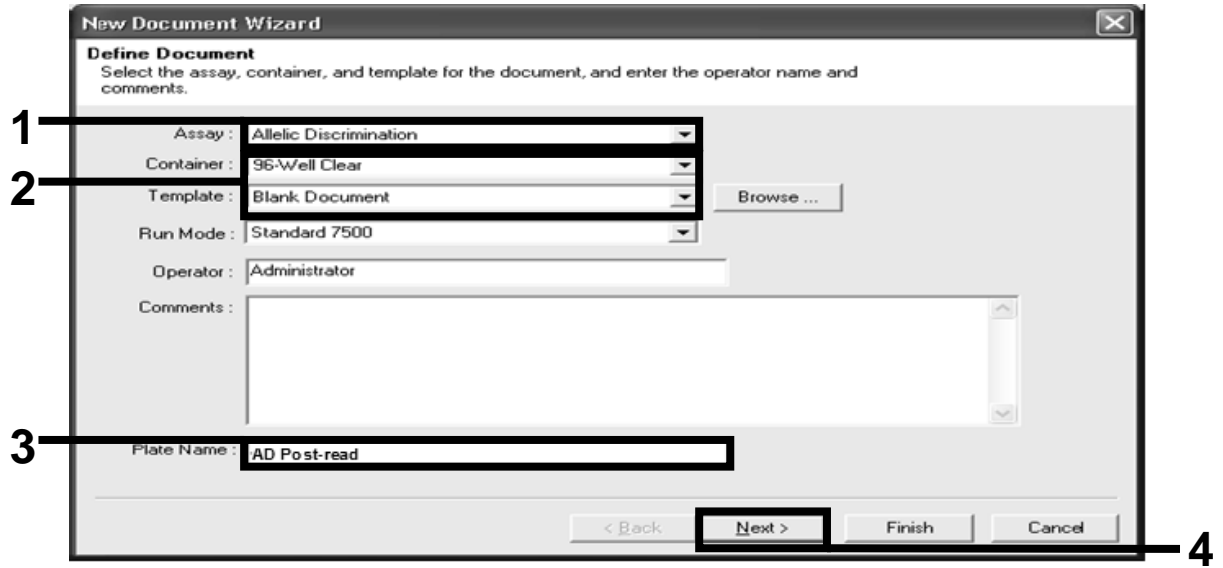 New Document Wizard
Define Document
Select the assay, container, and template for the document, and enter the operator name and
comments.
1
Assay : Allelic Discrimination
Container : 96-Well Clear
2
Template : Blank Document Browse ...
Run Mode : Standard 7500
Operator : Administrator
Comments :
3
Plate Name : AD Post-read
< Back Next > Finish Cancel
4